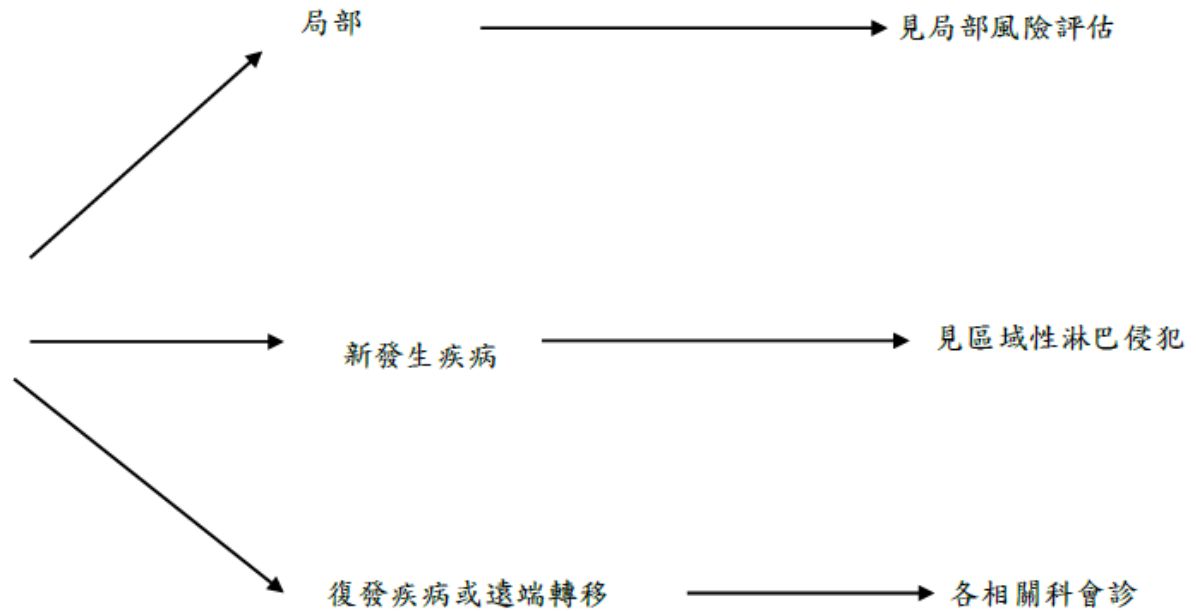 局部
見局部風險評估
新發生疾病
見區域性淋巴侵犯
復發疾病或遠端轉移
各相關科會診